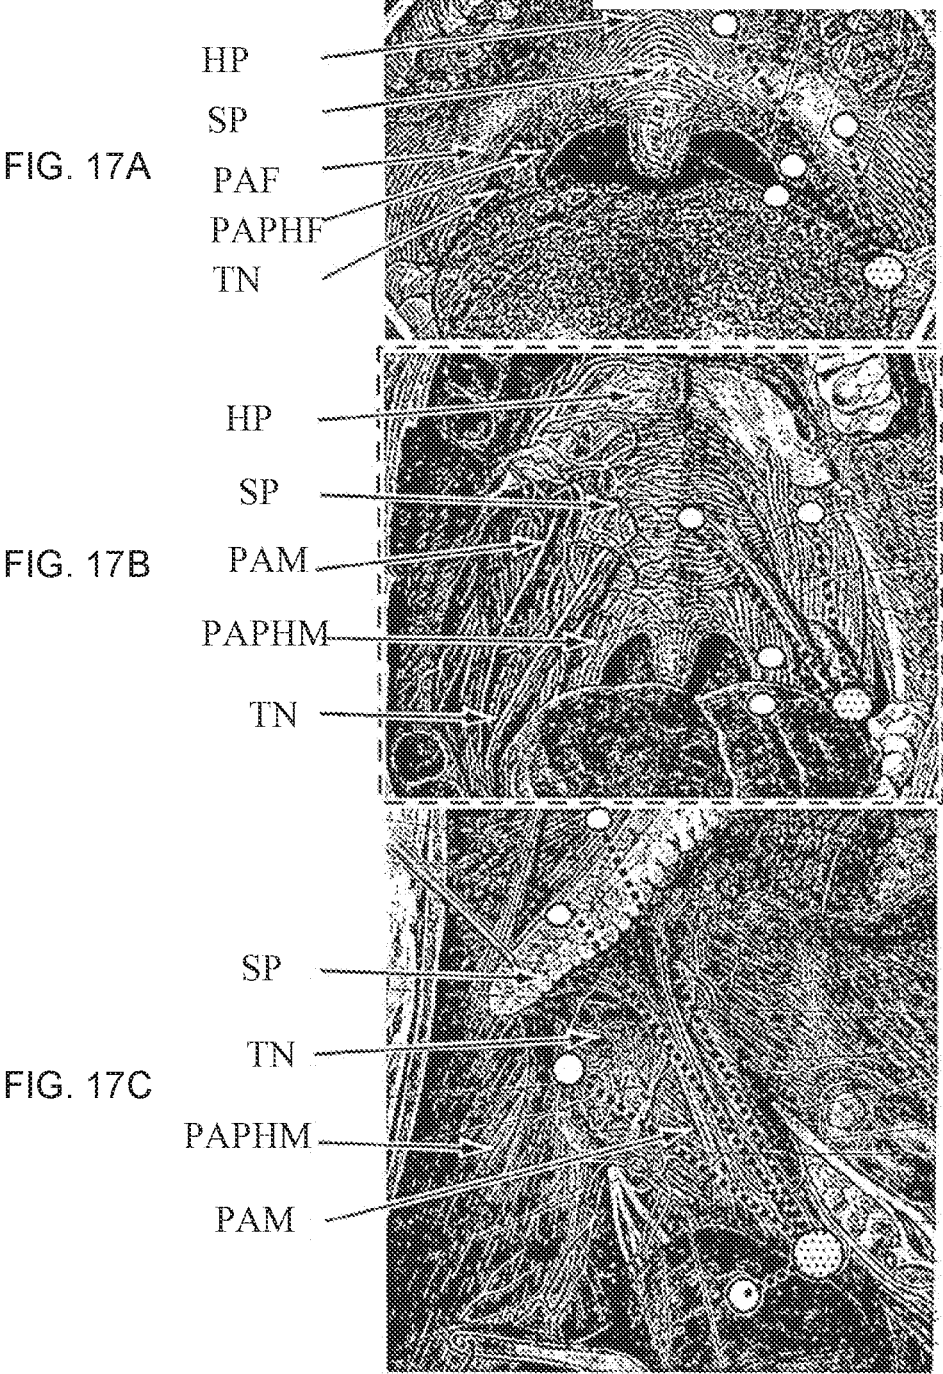 HP
SP
FIG. 17A
PAF
PAPHF
TN
HP
SP
FIG. 17B
PAM
PAPHM
TN
SP
TN
FIG. 17C
PAPHM
PAM